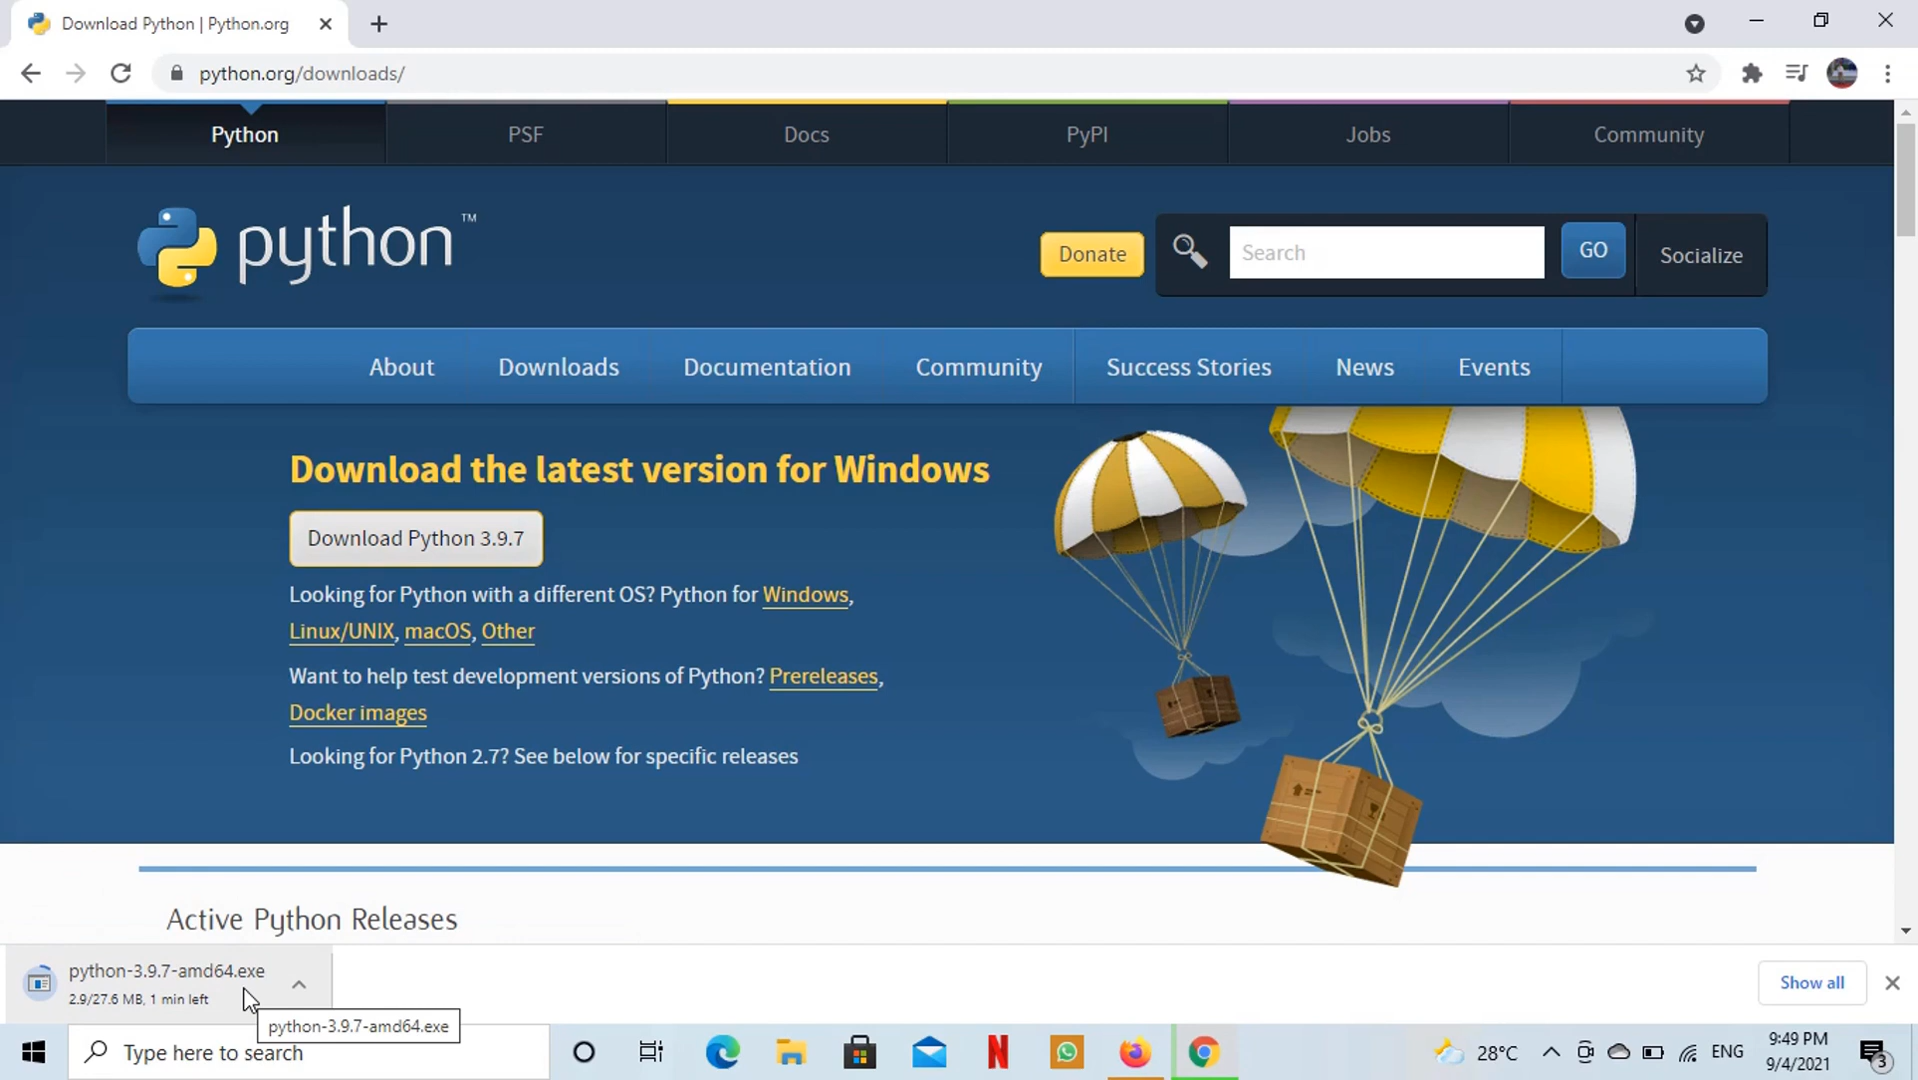 Download Python | Python.org
python.org/downloads/
Python
PSF
Docs
PyPI
Jobs
Community
python™
Donate
Search
GO
Socialize
About
Downloads
Documentation
Community
Success Stories
News
Events
Download the latest version for Windows
Download Python 3.9.7
Looking for Python with a different OS? Python for Windows,
Linux/UNIX, macOS, Other
Want to help test development versions of Python? Prereleases,
Docker images
Looking for Python 2.7? See below for specific releases
Active Python Releases
python-3.9.7-amd64.exe
2.9/27.6 MB, 1 min left
Show all
python-3.9.7-amd64.exe
Type here to search
N
28°C
ENG
9:49 PM
9/4/2021
3